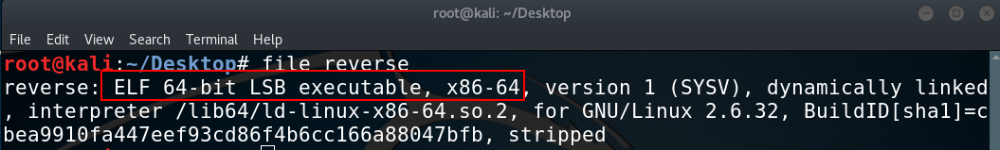 root@kali: ~/Desktop
File Edit View Search Terminal Help
root@kali:~/Desktop# file reverse
reverse: ELF 64-bit LSB executable, x86-64, version 1 (SYSV), dynamically linked
, interpreter /lib64/ld-linux-x86-64.so.2, for GNU/Linux 2.6.32, BuildID[sha1]=c
bea9910fa447eef93cd86f4b6cc166a88047bfb, stripped